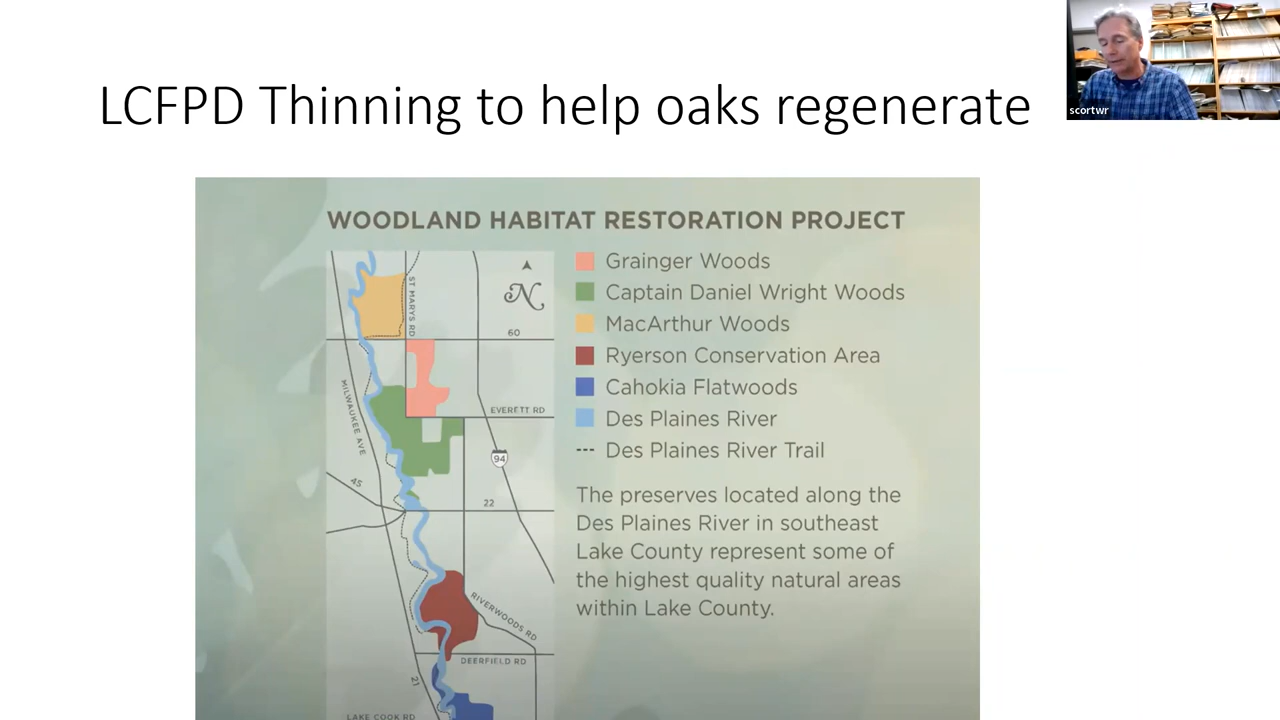 LCFPD Thinning to help oaks regenerate
scortwr
WOODLAND HABITAT RESTORATION PROJECT
Grainger Woods
Captain Daniel Wright Woods
MacArthur Woods
Ryerson Conservation Area
Cahokia Flatwoods
Des Plaines River
Des Plaines River Trail
The preserves located along the
Des Plaines River in southeast
Lake County represent some of
the highest quality natural areas
within Lake County.
ST MARYS RD
N
60
MILWAUKEE AVE
EVERETT RD
94
45
22
RIVERWOODS RD
DEERFIELD RD
21
LAKE COOK RD